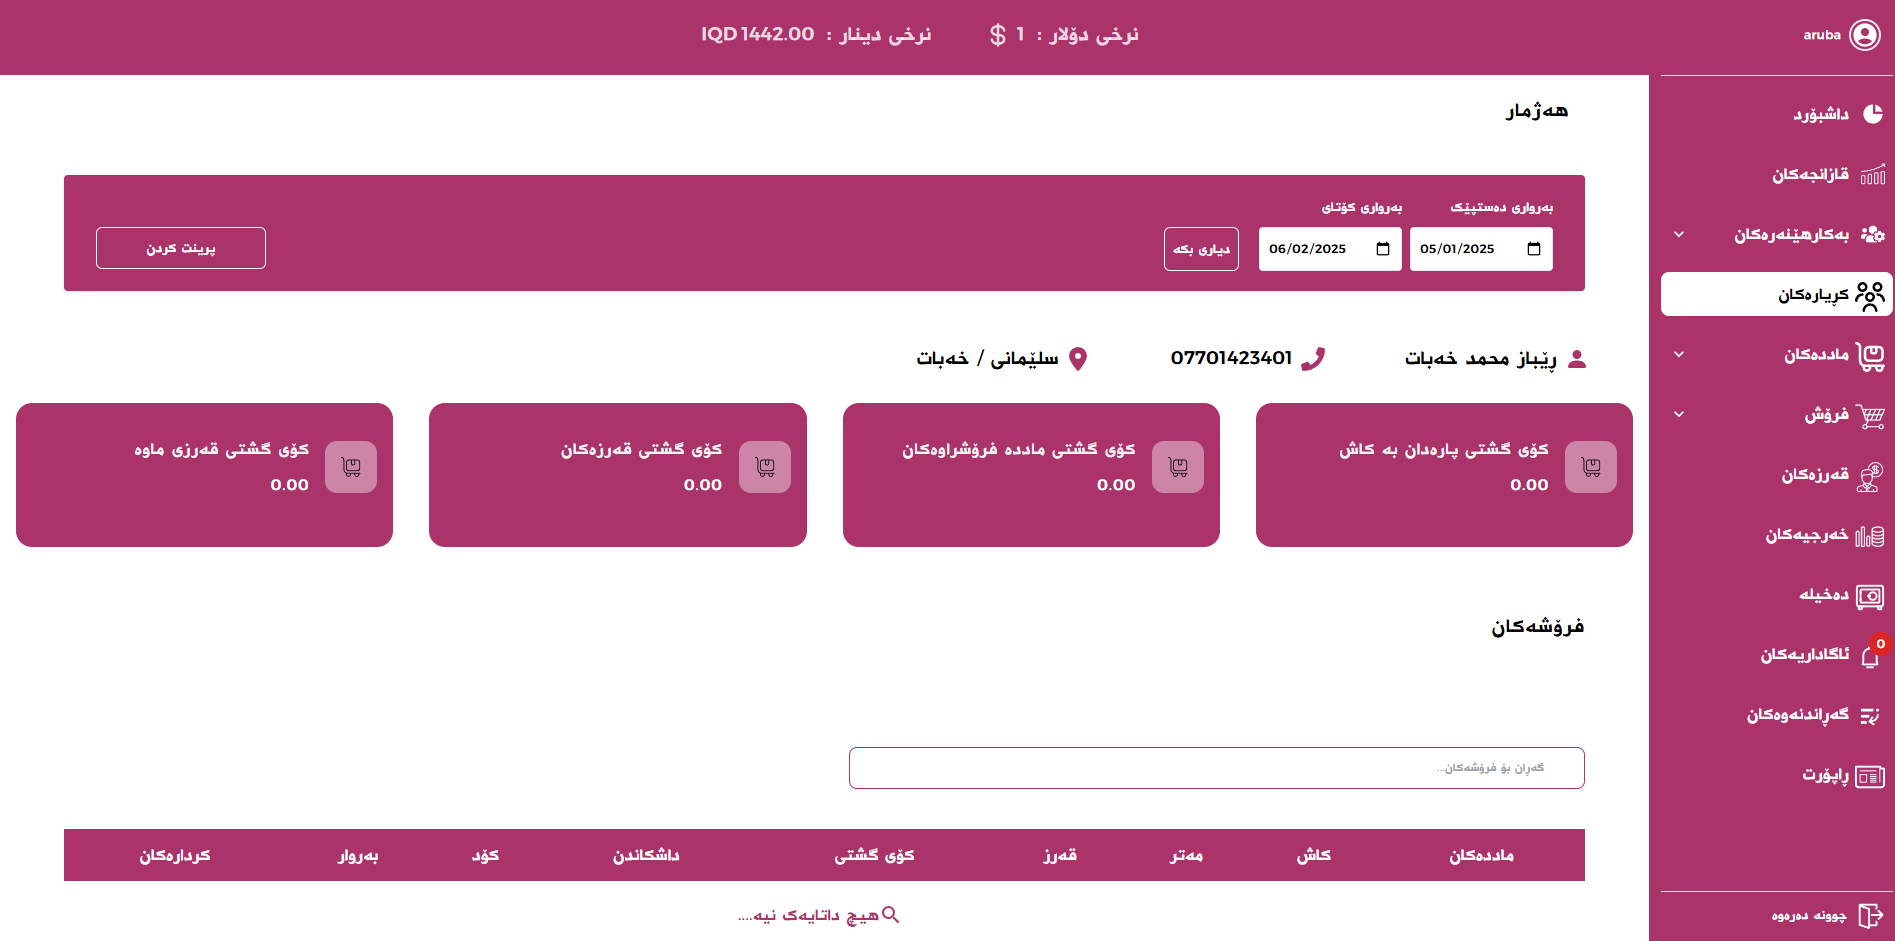 aruba
نرخی دۆلار : 1 $
نرخی دینار : IQD 1442.00
داشبۆرد
قازانجەکان
بەکارهێنەرەکان
کڕیارەکان
ماددەکان
فرۆش
قەرزەکان
خەرجیەکان
دەخیلە
ئاگاداریەکان
0
گەڕاندنەوەکان
ڕاپۆرت
چوونە دەرەوە
هەژمار
بەرواری دەستپێک
بەرواری کۆتای
05/01/2025
06/02/2025
دیاری بکە
پرینت کردن
ڕێباز محمد خەبات
07701423401
سلێمانی / خەبات
کۆی گشتی پارەدان بە کاش
0.00
کۆی گشتی ماددە فرۆشراوەکان
0.00
کۆی گشتی قەرزەکان
0.00
کۆی گشتی قەرزی ماوە
0.00
فرۆشەکان
گەڕان بۆ فرۆشەکان...
ماددەکان کاش مەتر قەرز کۆی گشتی داشکاندن کۆد بەروار کردارەکان
هیچ داتایەک نیە....